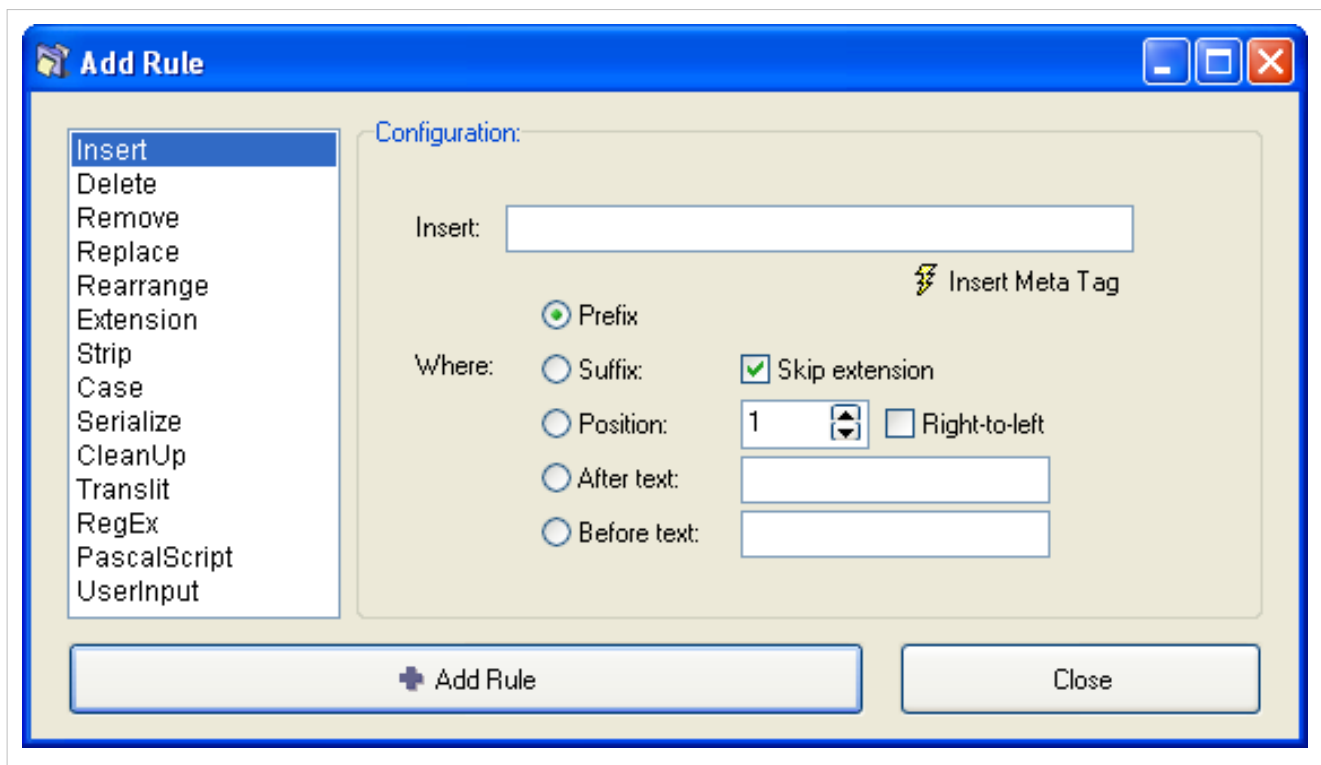 Add Rule
Insert
Delete
Remove
Replace
Rearrange
Extension
Strip
Case
Serialize
CleanUp
Translit
RegEx
PascalScript
UserInput
Configuration:
Insert:
Insert Meta Tag
Where:
Prefix
Suffix: Skip extension
Position: 1 Right-to-left
After text:
Before text:
Add Rule Close